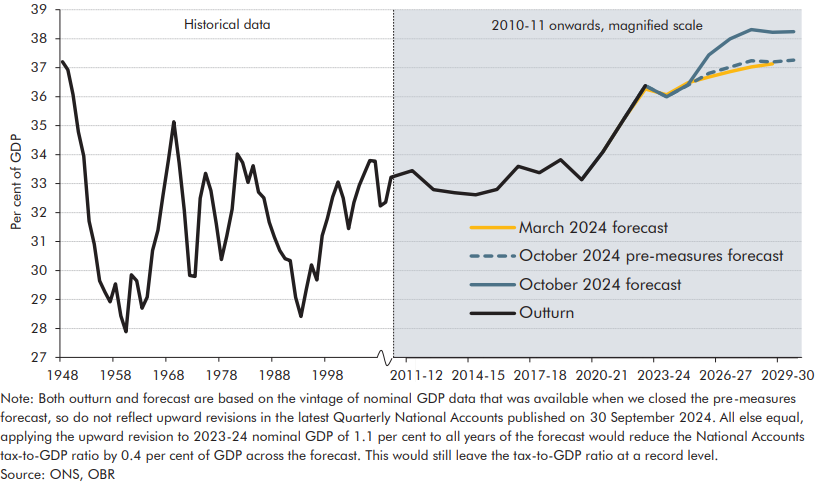 Historical data
2010-11 onwards, magnified scale
Per cent of GDP
39
38
37
36
35
34
33
32
31
30
29
28
27
March 2024 forecast
October 2024 pre-measures forecast
October 2024 forecast
Outturn
1948 1958 1968 1978 1988 1998 2011-12 2014-15 2017-18 2020-21 2023-24 2026-27 2029-30
Note: Both outturn and forecast are based on the vintage of nominal GDP data that was available when we closed the pre-measures
forecast, so do not reflect upward revisions in the latest Quarterly National Accounts published on 30 September 2024. All else equal,
applying the upward revision to 2023-24 nominal GDP of 1.1 per cent to all years of the forecast would reduce the National Accounts
tax-to-GDP ratio by 0.4 per cent of GDP across the forecast. This would still leave the tax-to-GDP ratio at a record level.
Source: ONS, OBR